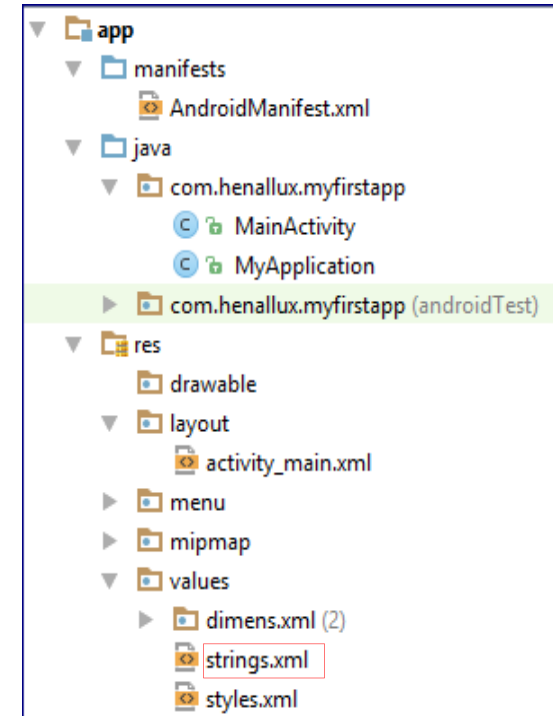 app
manifests
AndroidManifest.xml
java
com.henallux.myfirstapp
C MainActivity
C MyApplication
com.henallux.myfirstapp (androidTest)
res
drawable
layout
activity_main.xml
menu
mipmap
values
dimens.xml (2)
strings.xml
styles.xml